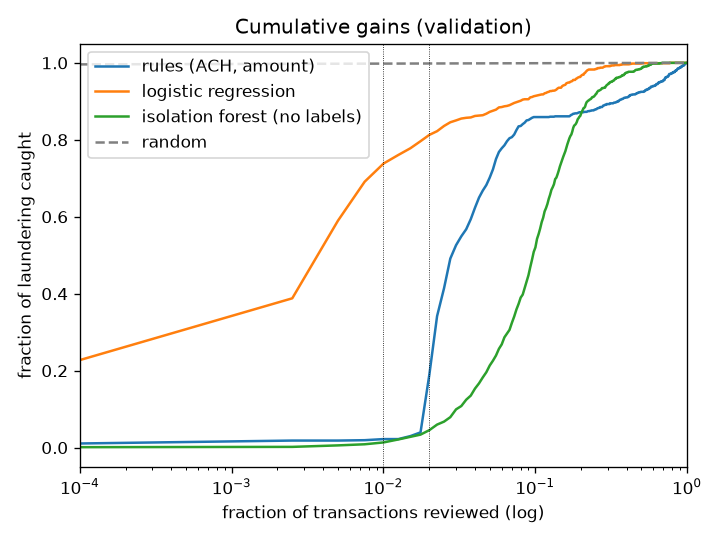 Cumulative gains (validation)
rules (ACH, amount)
logistic regression
isolation forest (no labels)
random
fraction of laundering caught
1.0
0.8
0.6
0.4
0.2
0.0
10⁻⁴ 10⁻³ 10⁻² 10⁻¹ 10⁰
fraction of transactions reviewed (log)